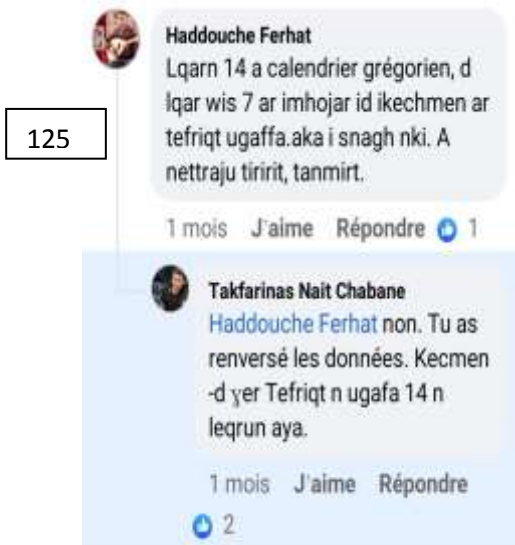 Haddouche Ferhat
Lqarn 14 a calendrier grégorien, d
lqar wis 7 ar imhojar id ikechmen ar
tefriqt ugaffa.aka i snagh nki. A
nettraju tiririt, tanmirt.
125
1 mois J'aime Répondre 1
Takfarinas Nait Chabane
Haddouche Ferhat non. Tu as
renversé les données. Kecmen
-d ɣer Tefriqt n ugafa 14 n
leqrun aya.
1 mois J'aime Répondre
2